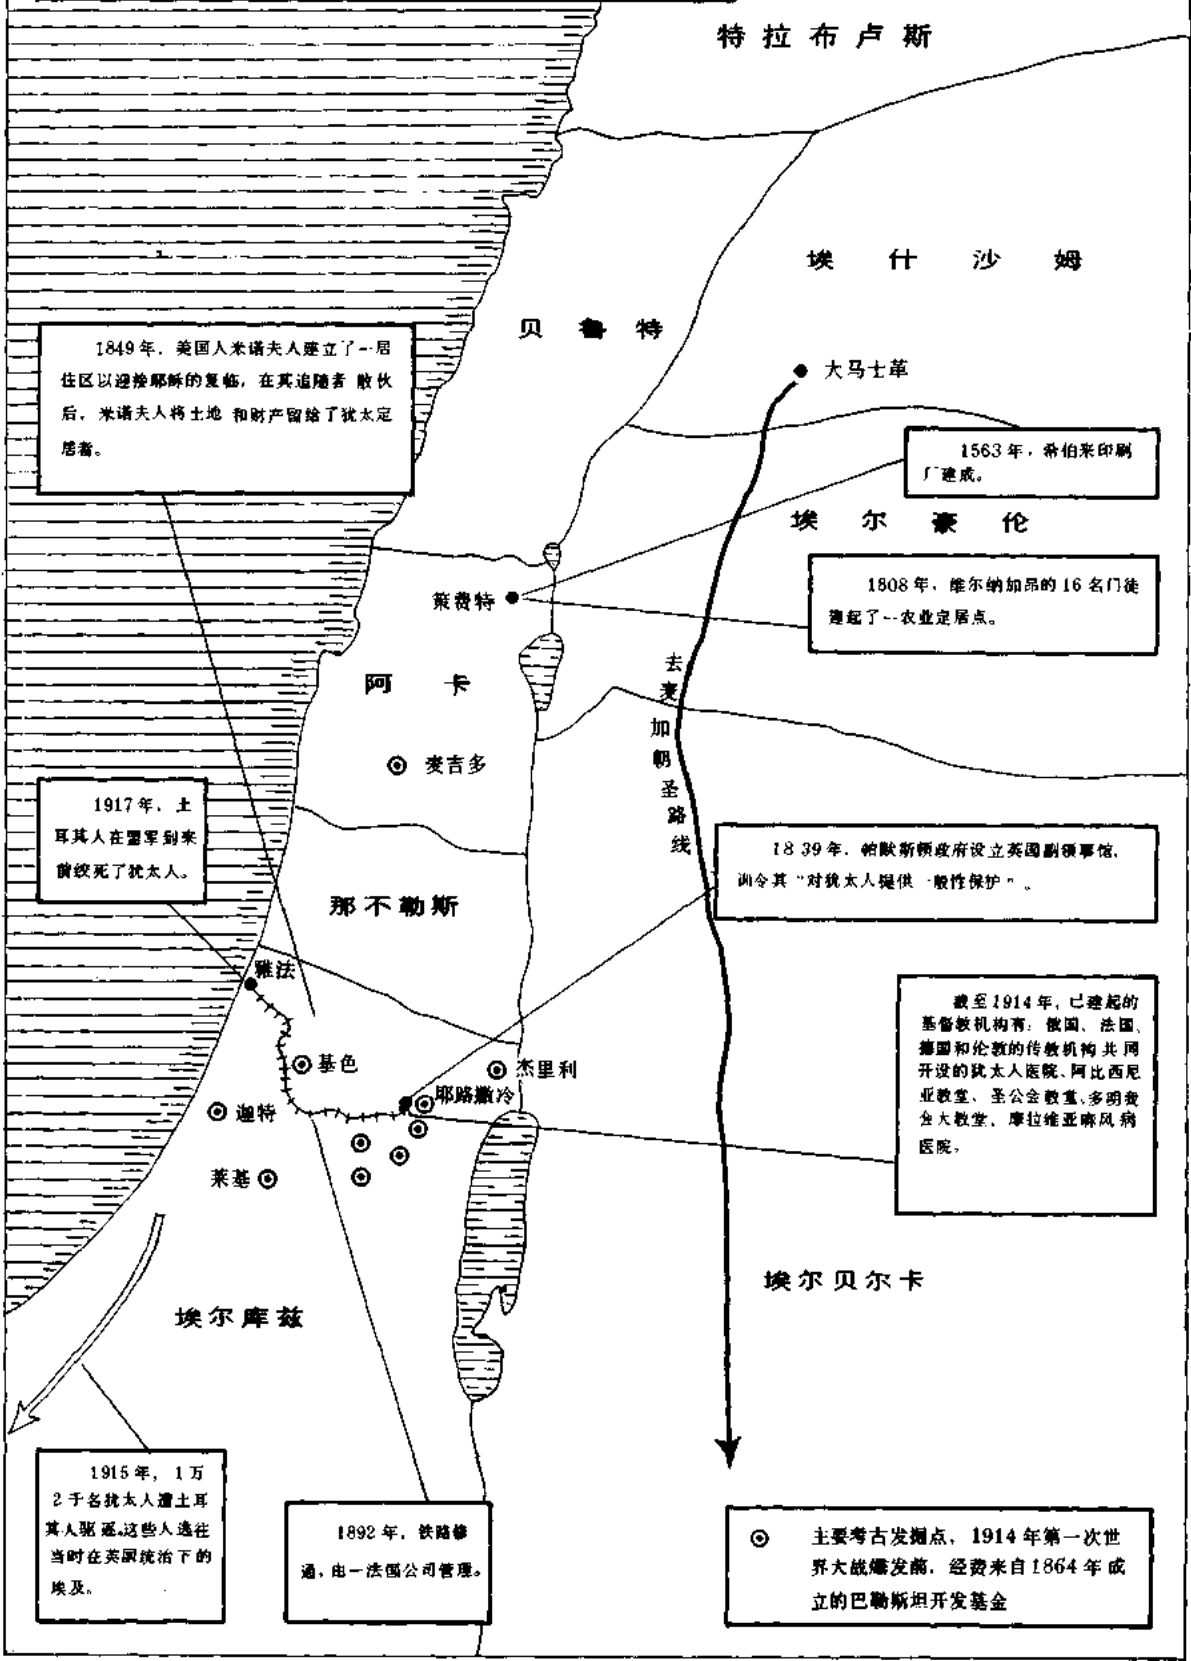 特拉布卢斯
埃什沙姆
贝鲁特
1849年，美国人米诺夫人建立了一居
住区以迎接耶稣的复临，在其追随者散伙
后，米诺夫人将土地和财产留给了犹太定
居者。
大马士革
1563年，希伯来印刷
厂建成。
埃尔豪伦
1808年，维尔纳加昂的16名门徒
建起了一农业定居点。
策费特
去麦加朝圣路线
阿卡
麦吉多
1917年，土
耳其人在盟军到来
前绞死了犹太人。
1839年，帕默斯顿政府设立英国副领事馆，
训令其“对犹太人提供一般性保护”。
那不勒斯
雅法
截至1914年，已建起的
基督教机构有：俄国、法国、
德国和伦敦的传教机构共同
开设的犹太人医院、阿比西尼
亚教堂、圣公会教堂、多明我
会大教堂、摩拉维亚麻风病
医院。
基色
杰里利
耶路撒冷
迦特
莱基
埃尔贝尔卡
埃尔库兹
1915年，1万
2千名犹太人遭土耳
其人驱逐，这些人逃往
当时在英国统治下的
埃及。
1892年，铁路修
通，由一法国公司管理。
主要考古发掘点，1914年第一次世
界大战爆发前，经费来自1864年成
立的巴勒斯坦开发基金